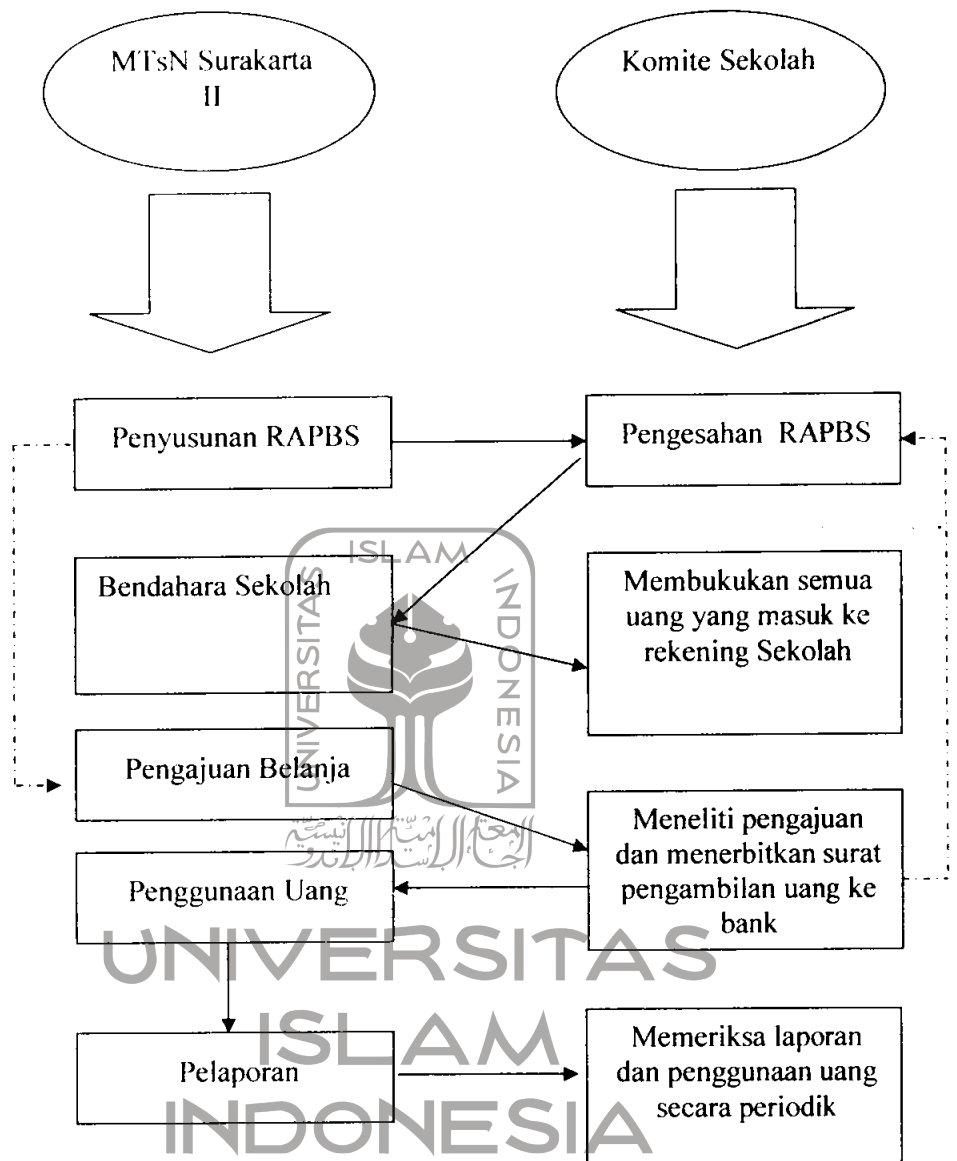 MTsN Surakarta
II
Komite Sekolah
Penyusunan RAPBS
Pengesahan RAPBS
Bendahara Sekolah
Membukukan semua
uang yang masuk ke
rekening Sekolah
Pengajuan Belanja
Meneliti pengajuan
dan menerbitkan surat
pengambilan uang ke
bank
Penggunaan Uang
Pelaporan
Memeriksa laporan
dan penggunaan uang
secara periodik
UNIVERSITAS
ISLAM
INDONESIA
UNIVERSITAS
ISLAM
INDONESIA